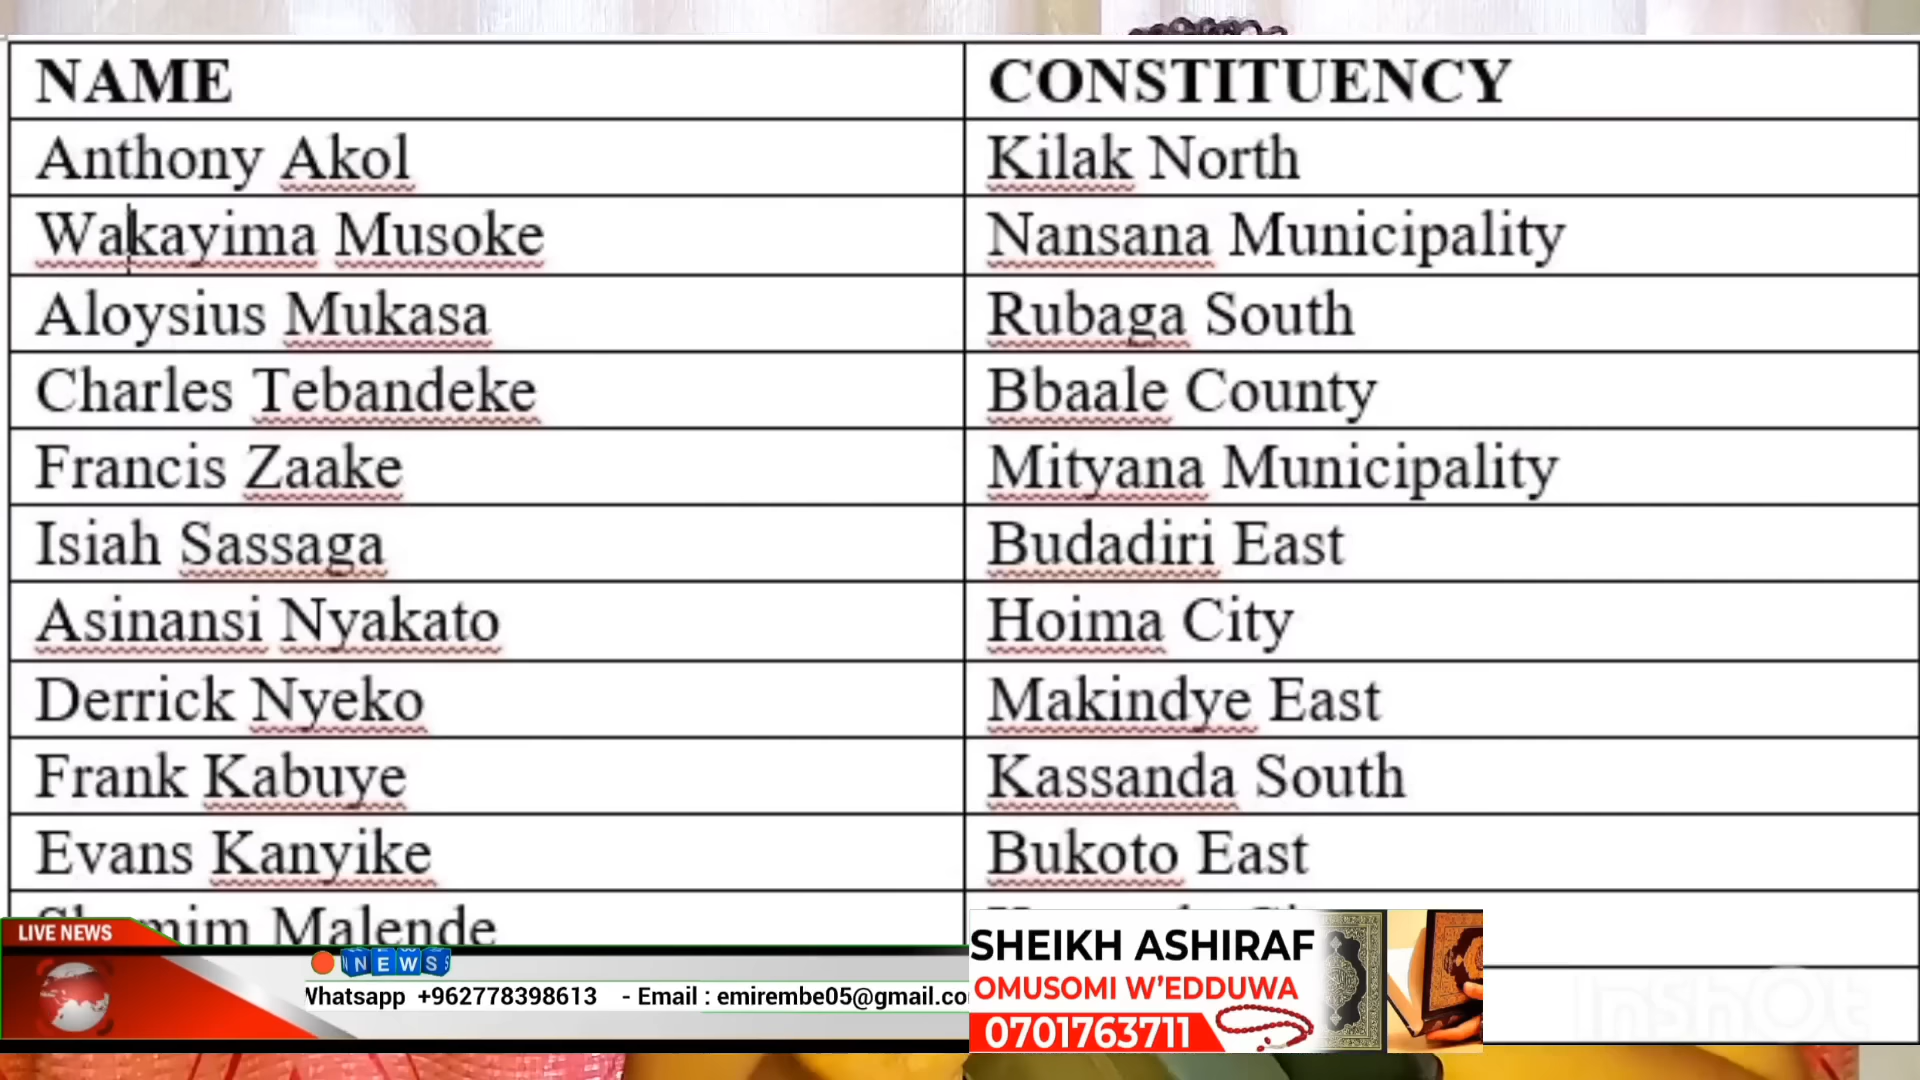 NAME CONSTITUENCY
Anthony Akol Kilak North
Wakayima Musoke Nansana Municipality
Aloysius Mukasa Rubaga South
Charles Tebandeke Bbaale County
Francis Zaake Mityana Municipality
Isiah Sassaga Budadiri East
Asinansi Nyakato Hoima City
Derrick Nyeko Makindye East
Frank Kabuye Kassanda South
Evans Kanyike Bukoto East
Malende
LIVE NEWS
NEWS
Whatsapp +962778398613 - Email : emirembe05@gmail.co
SHEIKH ASHIRAF
OMUSOMI W'EDDUWA
0701763711
InShOt